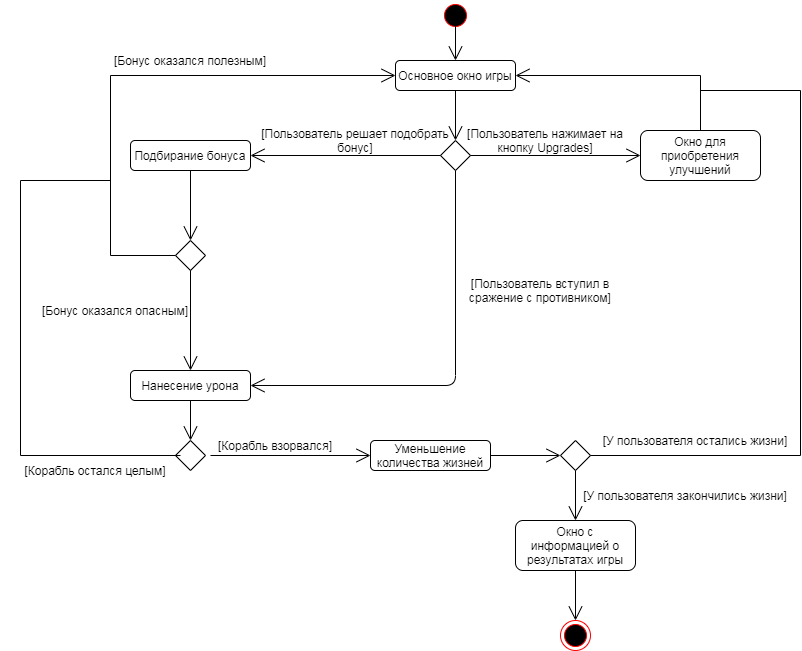 [Бонус оказался полезным]
Основное окно игры
[Пользователь решает подобрать
бонус]
[Пользователь нажимает на
кнопку Upgrades]
Подбирание бонуса
Окно для
приобретения
улучшений
[Пользователь вступил в
сражение с противником]
[Бонус оказался опасным]
Нанесение урона
[Корабль взорвался]
Уменьшение
количества жизней
[У пользователя остались жизни]
[Корабль остался целым]
[У пользователя закончились жизни]
Окно с
информацией о
результатах игры